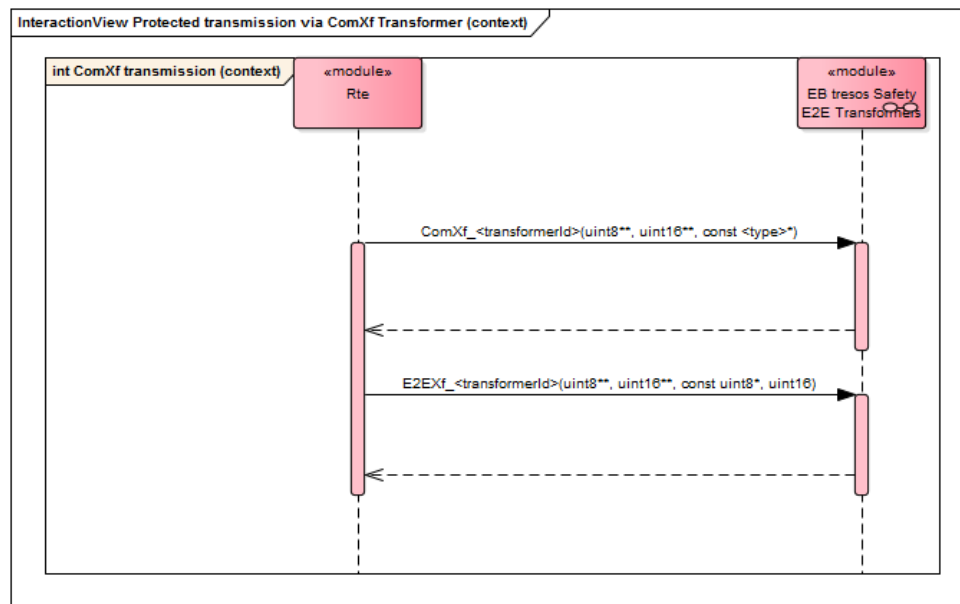 InteractionView Protected transmission via ComXf Transformer (context)
int ComXf transmission (context)
«module»
Rte
«module»
EB tresos Safety
E2E Transformers
ComXf_<transformerId>(uint8**, uint16**, const <type>*)
E2EXf_<transformerId>(uint8**, uint16**, const uint8*, uint16)